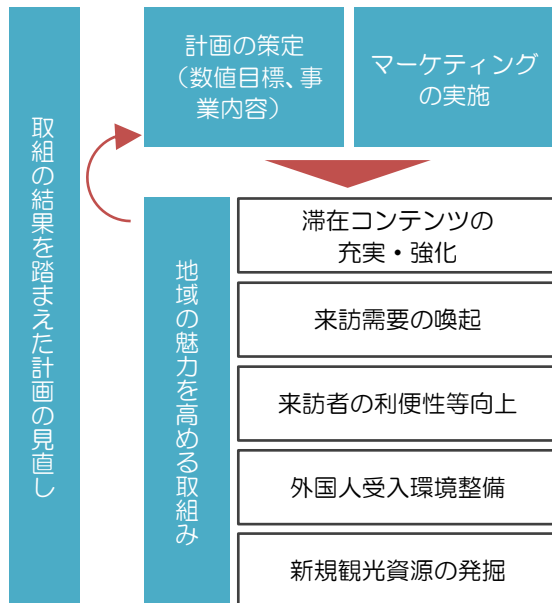 取組の結果を踏まえた計画の見直し
計画の策定
（数値目標、事
業内容）
マーケティング
の実施
地域の魅力を高める取組み
滞在コンテンツの
充実・強化
来訪需要の喚起
来訪者の利便性等向上
外国人受入環境整備
新規観光資源の発掘